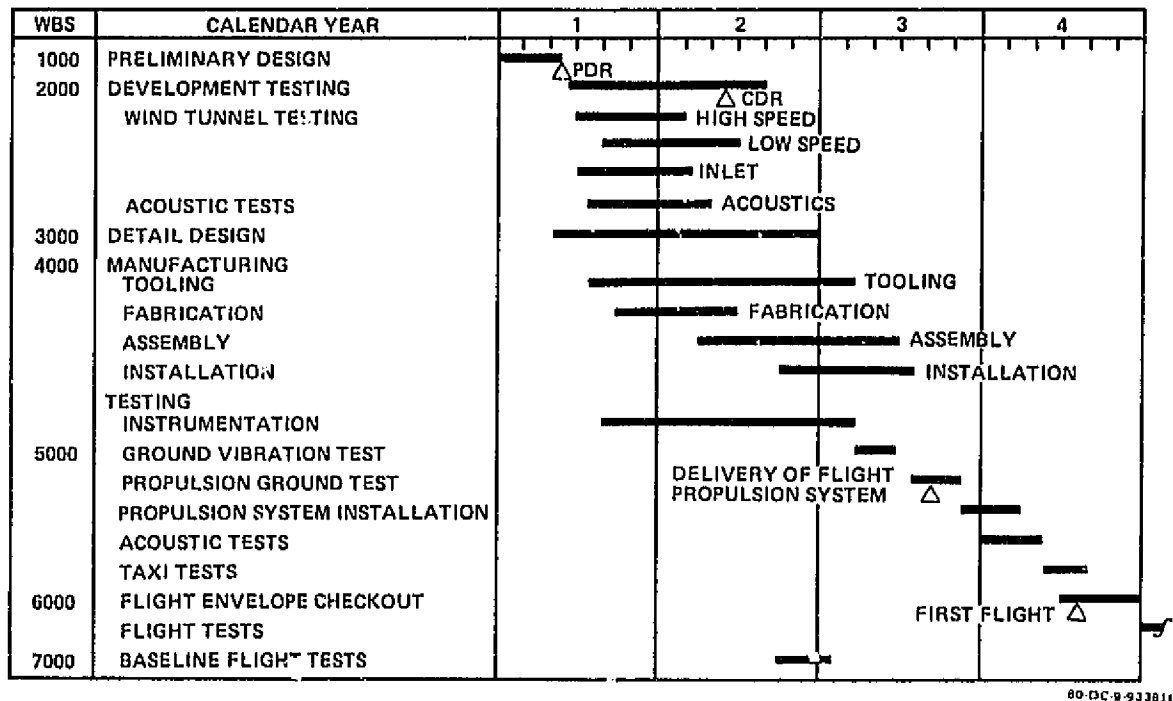 WBS CALENDAR YEAR 1 2 3 4
1000 PRELIMINARY DESIGN
PDR
2000 DEVELOPMENT TESTING
CDR
WIND TUNNEL TESTING HIGH SPEED
LOW SPEED
INLET
ACOUSTIC TESTS ACOUSTICS
3000 DETAIL DESIGN
4000 MANUFACTURING
TOOLING TOOLING
FABRICATION FABRICATION
ASSEMBLY ASSEMBLY
INSTALLATION INSTALLATION
TESTING
INSTRUMENTATION
5000 GROUND VIBRATION TEST
DELIVERY OF FLIGHT
PROPULSION GROUND TEST PROPULSION SYSTEM
PROPULSION SYSTEM INSTALLATION
ACOUSTIC TESTS
TAXI TESTS
6000 FLIGHT ENVELOPE CHECKOUT
FIRST FLIGHT
FLIGHT TESTS
7000 BASELINE FLIGHT TESTS